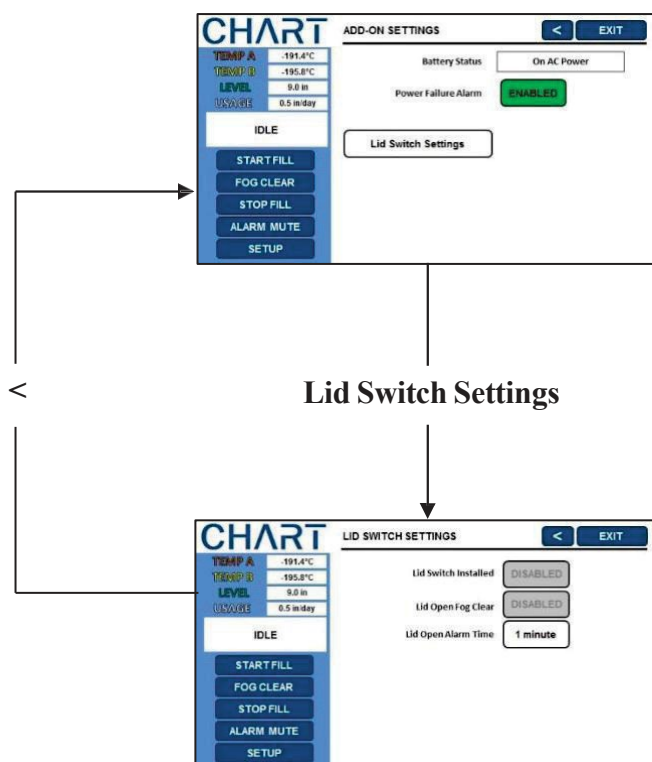 CHART ADD-ON SETTINGS < EXIT
TEMP A -191.4°C
TEMP B -195.8°C
LEVEL 9.0 in
USAGE 0.5 in/day
IDLE
START FILL
FOG CLEAR
STOP FILL
ALARM MUTE
SETUP
Battery Status On AC Power
Power Failure Alarm ENABLED
Lid Switch Settings
<
Lid Switch Settings
CHART LID SWITCH SETTINGS < EXIT
TEMP A -191.4°C
TEMP B -195.8°C
LEVEL 9.0 in
USAGE 0.5 in/day
IDLE
START FILL
FOG CLEAR
STOP FILL
ALARM MUTE
SETUP
Lid Switch Installed DISABLED
Lid Open Fog Clear DISABLED
Lid Open Alarm Time 1 minute